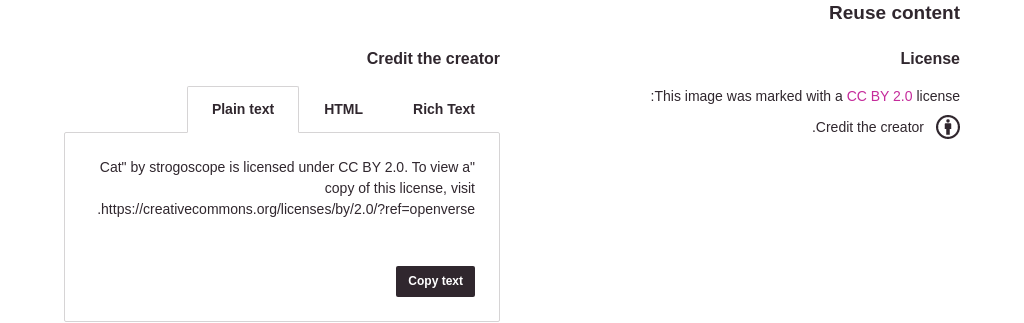 Reuse content
License
:This image was marked with a CC BY 2.0 license
.Credit the creator
Credit the creator
Plain text HTML Rich Text
Cat" by strogoscope is licensed under CC BY 2.0. To view a"
copy of this license, visit
.https://creativecommons.org/licenses/by/2.0/?ref=openverse
Copy text